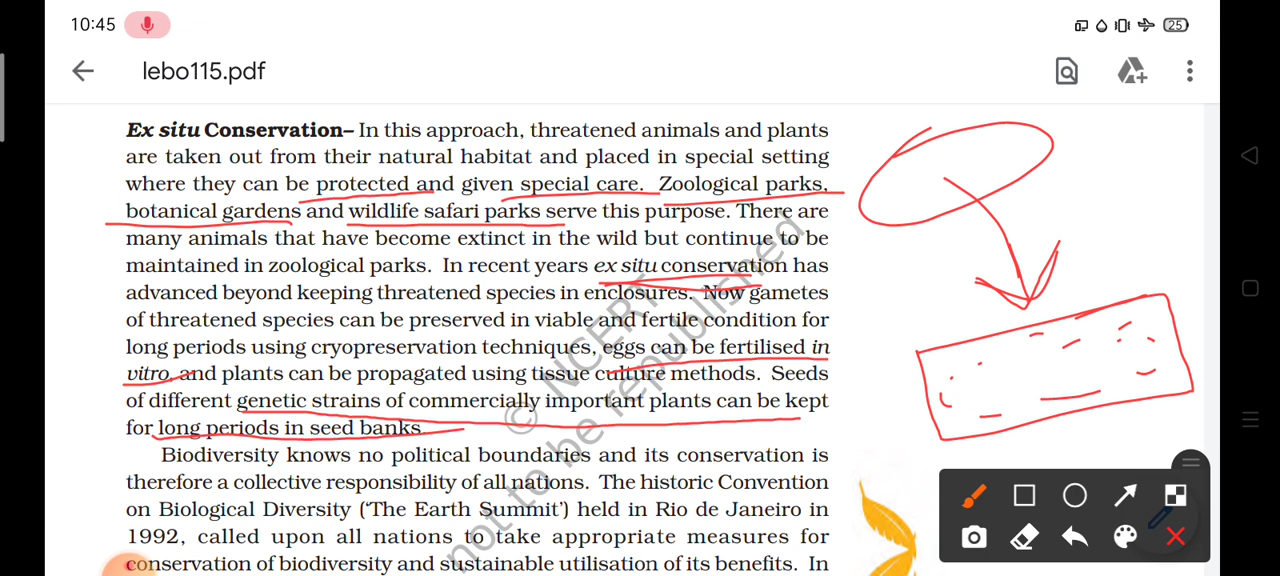 10:45
25
lebo115.pdf
Ex situ Conservation– In this approach, threatened animals and plants
are taken out from their natural habitat and placed in special setting
where they can be protected and given special care. Zoological parks,
botanical gardens and wildlife safari parks serve this purpose. There are
many animals that have become extinct in the wild but continue to be
maintained in zoological parks. In recent years ex situ conservation has
advanced beyond keeping threatened species in enclosures. Now gametes
of threatened species can be preserved in viable and fertile condition for
long periods using cryopreservation techniques, eggs can be fertilised in
vitro, and plants can be propagated using tissue culture methods. Seeds
of different genetic strains of commercially important plants can be kept
for long periods in seed banks.
Biodiversity knows no political boundaries and its conservation is
therefore a collective responsibility of all nations. The historic Convention
on Biological Diversity (‘The Earth Summit’) held in Rio de Janeiro in
1992, called upon all nations to take appropriate measures for
conservation of biodiversity and sustainable utilisation of its benefits. In
© NCERT
not to be republished